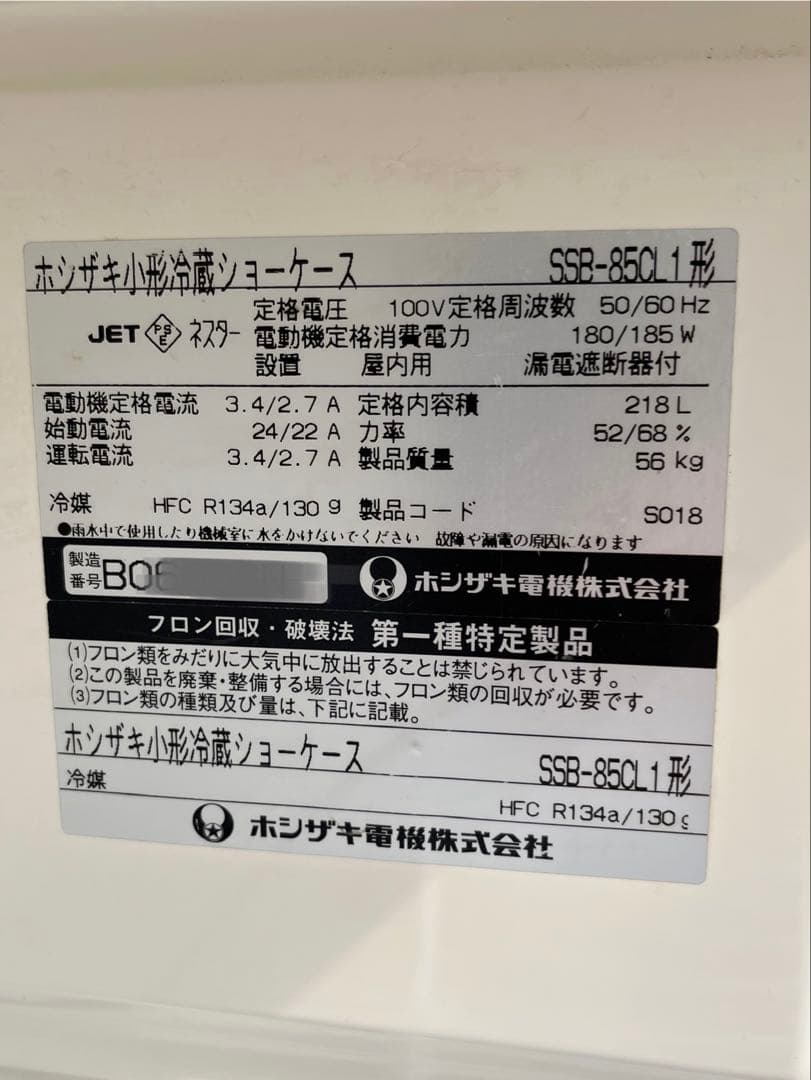 ホシザキ小形冷蔵ショーケース SSB-85CL1形
定格電圧 100V 定格周波数 50/60 Hz
JET PSE ネスター 電動機定格消費電力 180/185 W
設置 屋内用 漏電遮断器付
電動機定格電流 3.4/2.7 A 定格内容積 218 L
始動電流 24/22 A 力率 52/68 %
運転電流 3.4/2.7 A 製品質量 56 kg
冷媒 HFC R134a/130 g 製品コード S018
●雨水中で使用したり機械室に水をかけないでください 故障や漏電の原因になります
製造番号 B06 ホシザキ電機株式会社
フロン回収・破壊法 第一種特定製品
(1)フロン類をみだりに大気中に放出することは禁じられています。
(2)この製品を廃棄・整備する場合には、フロン類の回収が必要です。
(3)フロン類の種類及び量は、下記に記載。
ホシザキ小形冷蔵ショーケース SSB-85CL1形
冷媒 HFC R134a/130 g
ホシザキ電機株式会社